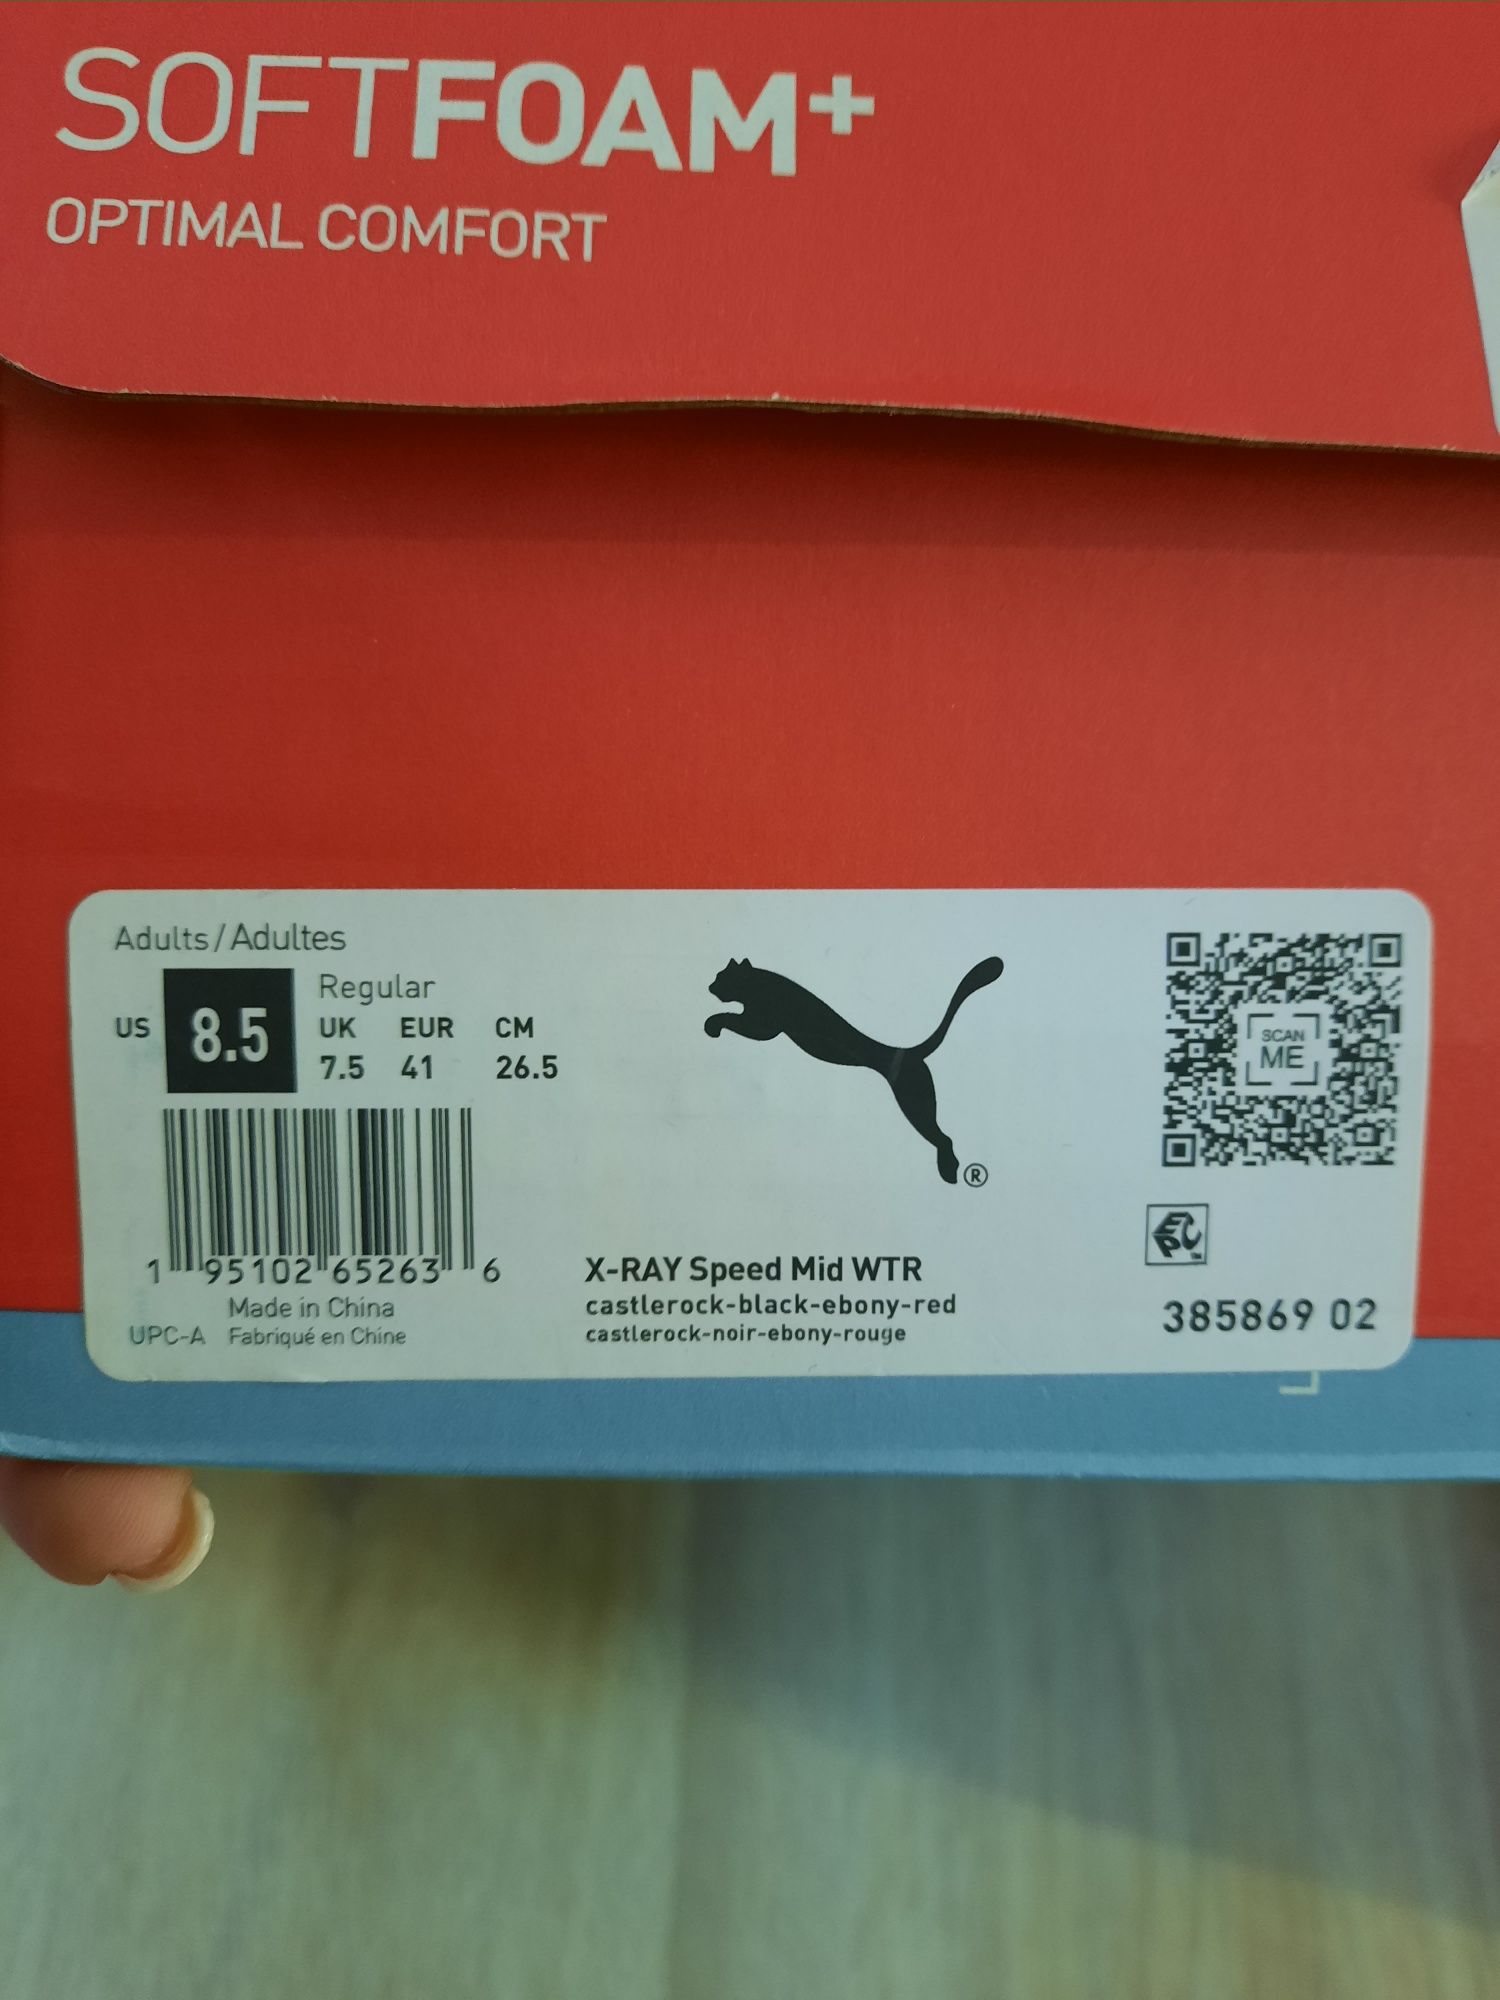 SOFTFOAM+
OPTIMAL COMFORT
Adults/Adultes
US 8.5
Regular
UK EUR CM
7.5 41 26.5
1 95102 65263 6
Made in China
UPC-A Fabriqué en Chine
®
X-RAY Speed Mid WTR
castlerock-black-ebony-red
castlerock-noir-ebony-rouge
SCAN
ME
EPC
385869 02